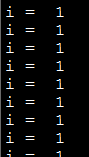 i =  1
i =  1
i =  1
i =  1
i =  1
i =  1
i =  1
i =  1
i =  1